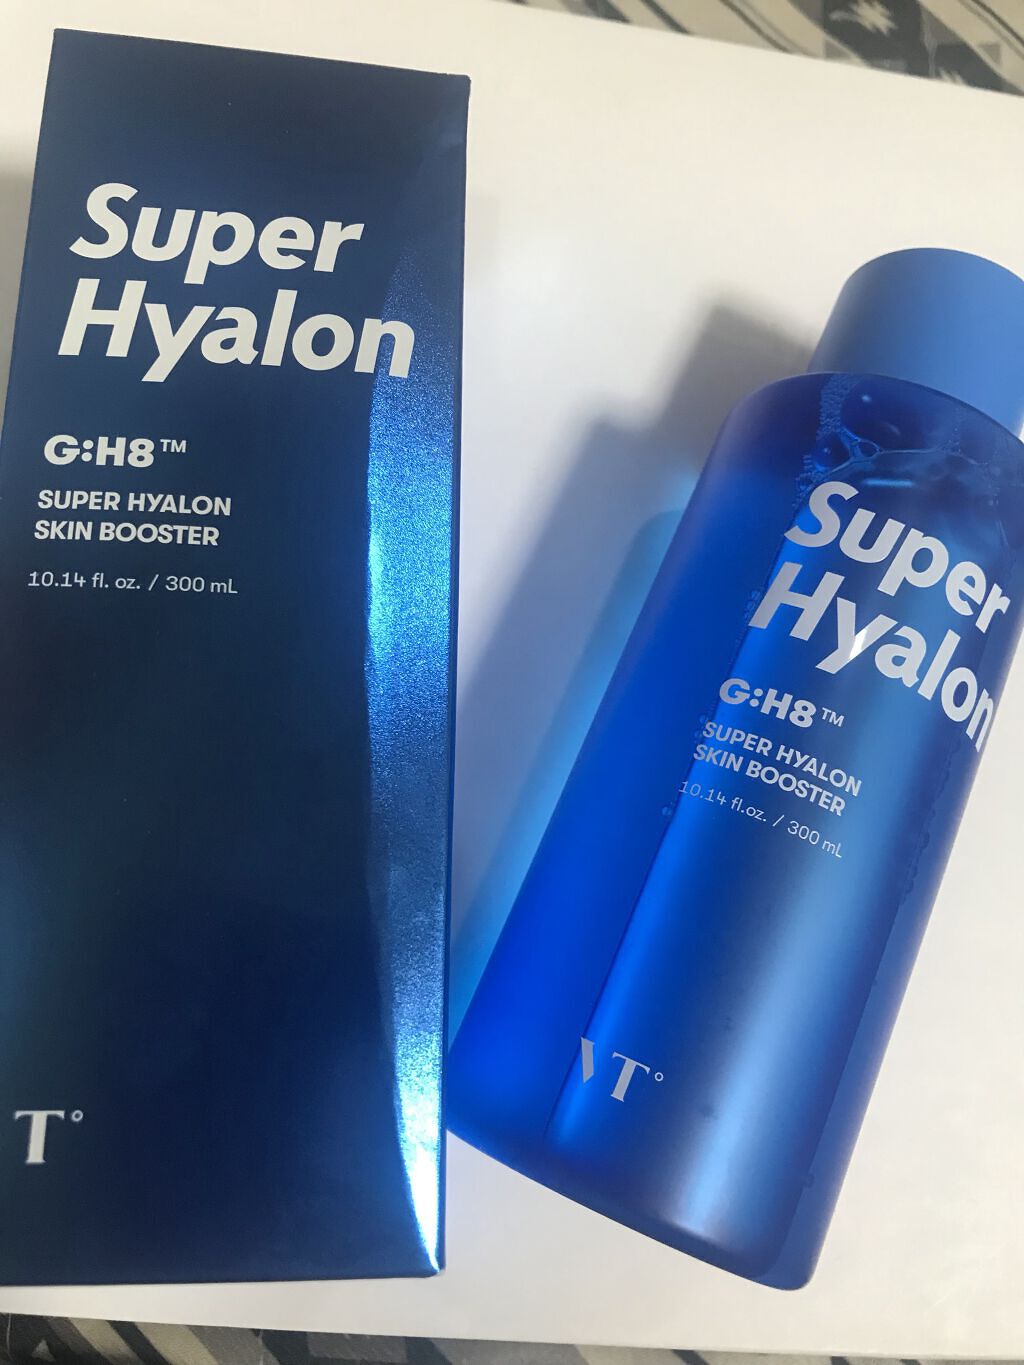 Super
Hyalon
G:H8™
SUPER HYALON
SKIN BOOSTER
10.14 fl. oz. / 300 mL
T°
Super
Hyalon
G:H8™
SUPER HYALON
SKIN BOOSTER
10.14 fl.oz. / 300 mL
VT°